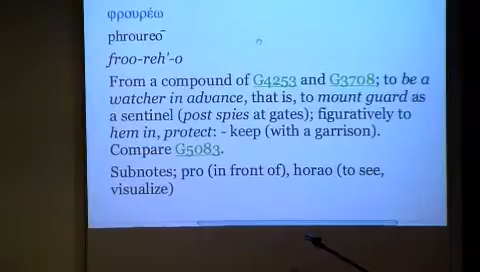 φρουρέω
phroureō
froo-reh'-o
From a compound of G4253 and G3708; to be a
watcher in advance, that is, to mount guard as
a sentinel (post spies at gates); figuratively to
hem in, protect: - keep (with a garrison).
Compare G5083.
Subnotes; pro (in front of), horao (to see,
visualize)